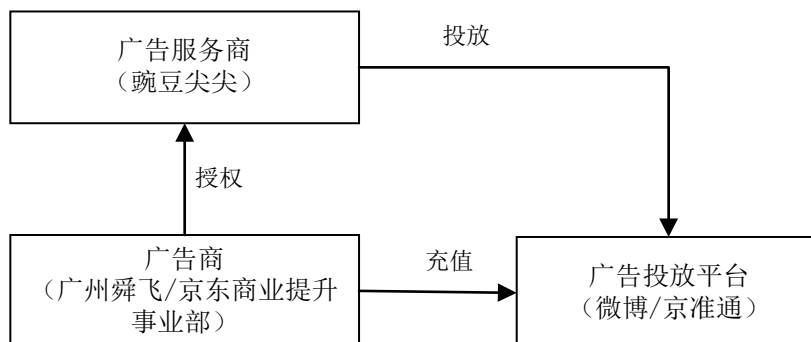 广告服务商
（豌豆尖尖）
投放
授权
广告商
（广州舜飞/京东商业提升
事业部）
充值
广告投放平台
（微博/京准通）